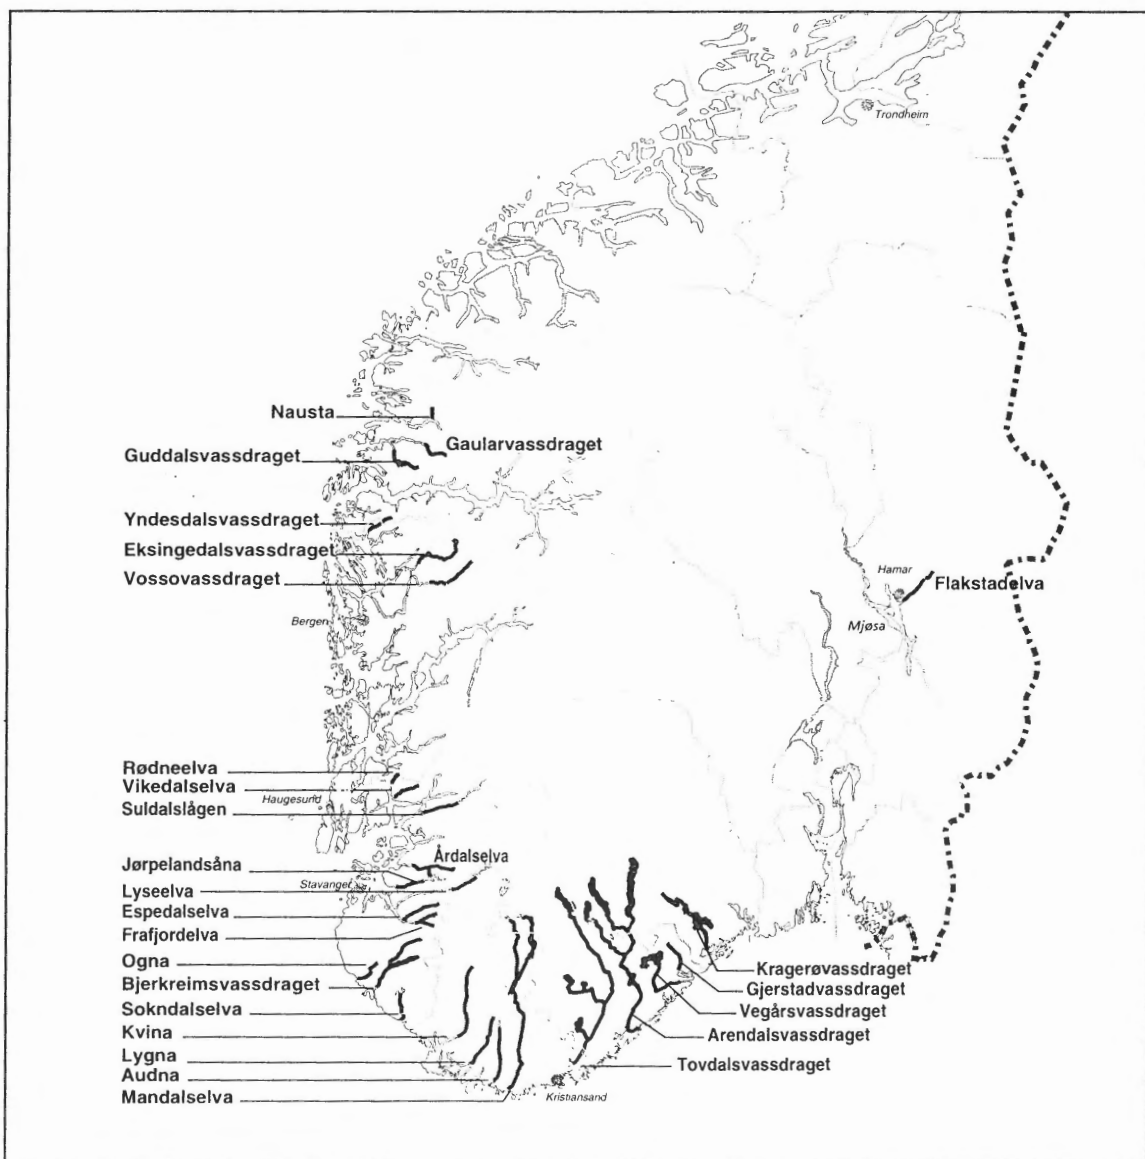 Trondheim
Nausta
Gaularvassdraget
Guddalsvassdraget
Yndesdalsvassdraget
Eksingedalsvassdraget
Vossovassdraget
Hamar
Flakstadelva
Bergen
Mjøsa
Rødneelva
Vikedalselva
Haugesund
Suldalslågen
Årdalselva
Jørpelandsåna
Stavanger
Lyseelva
Espedalselva
Frafjordelva
Ogna
Bjerkreimsvassdraget
Sokndalselva
Kvina
Lygna
Audna
Mandalselva
Kragerøvassdraget
Gjerstadvassdraget
Vegårsvassdraget
Arendalsvassdraget
Tovdalsvassdraget
Kristiansand